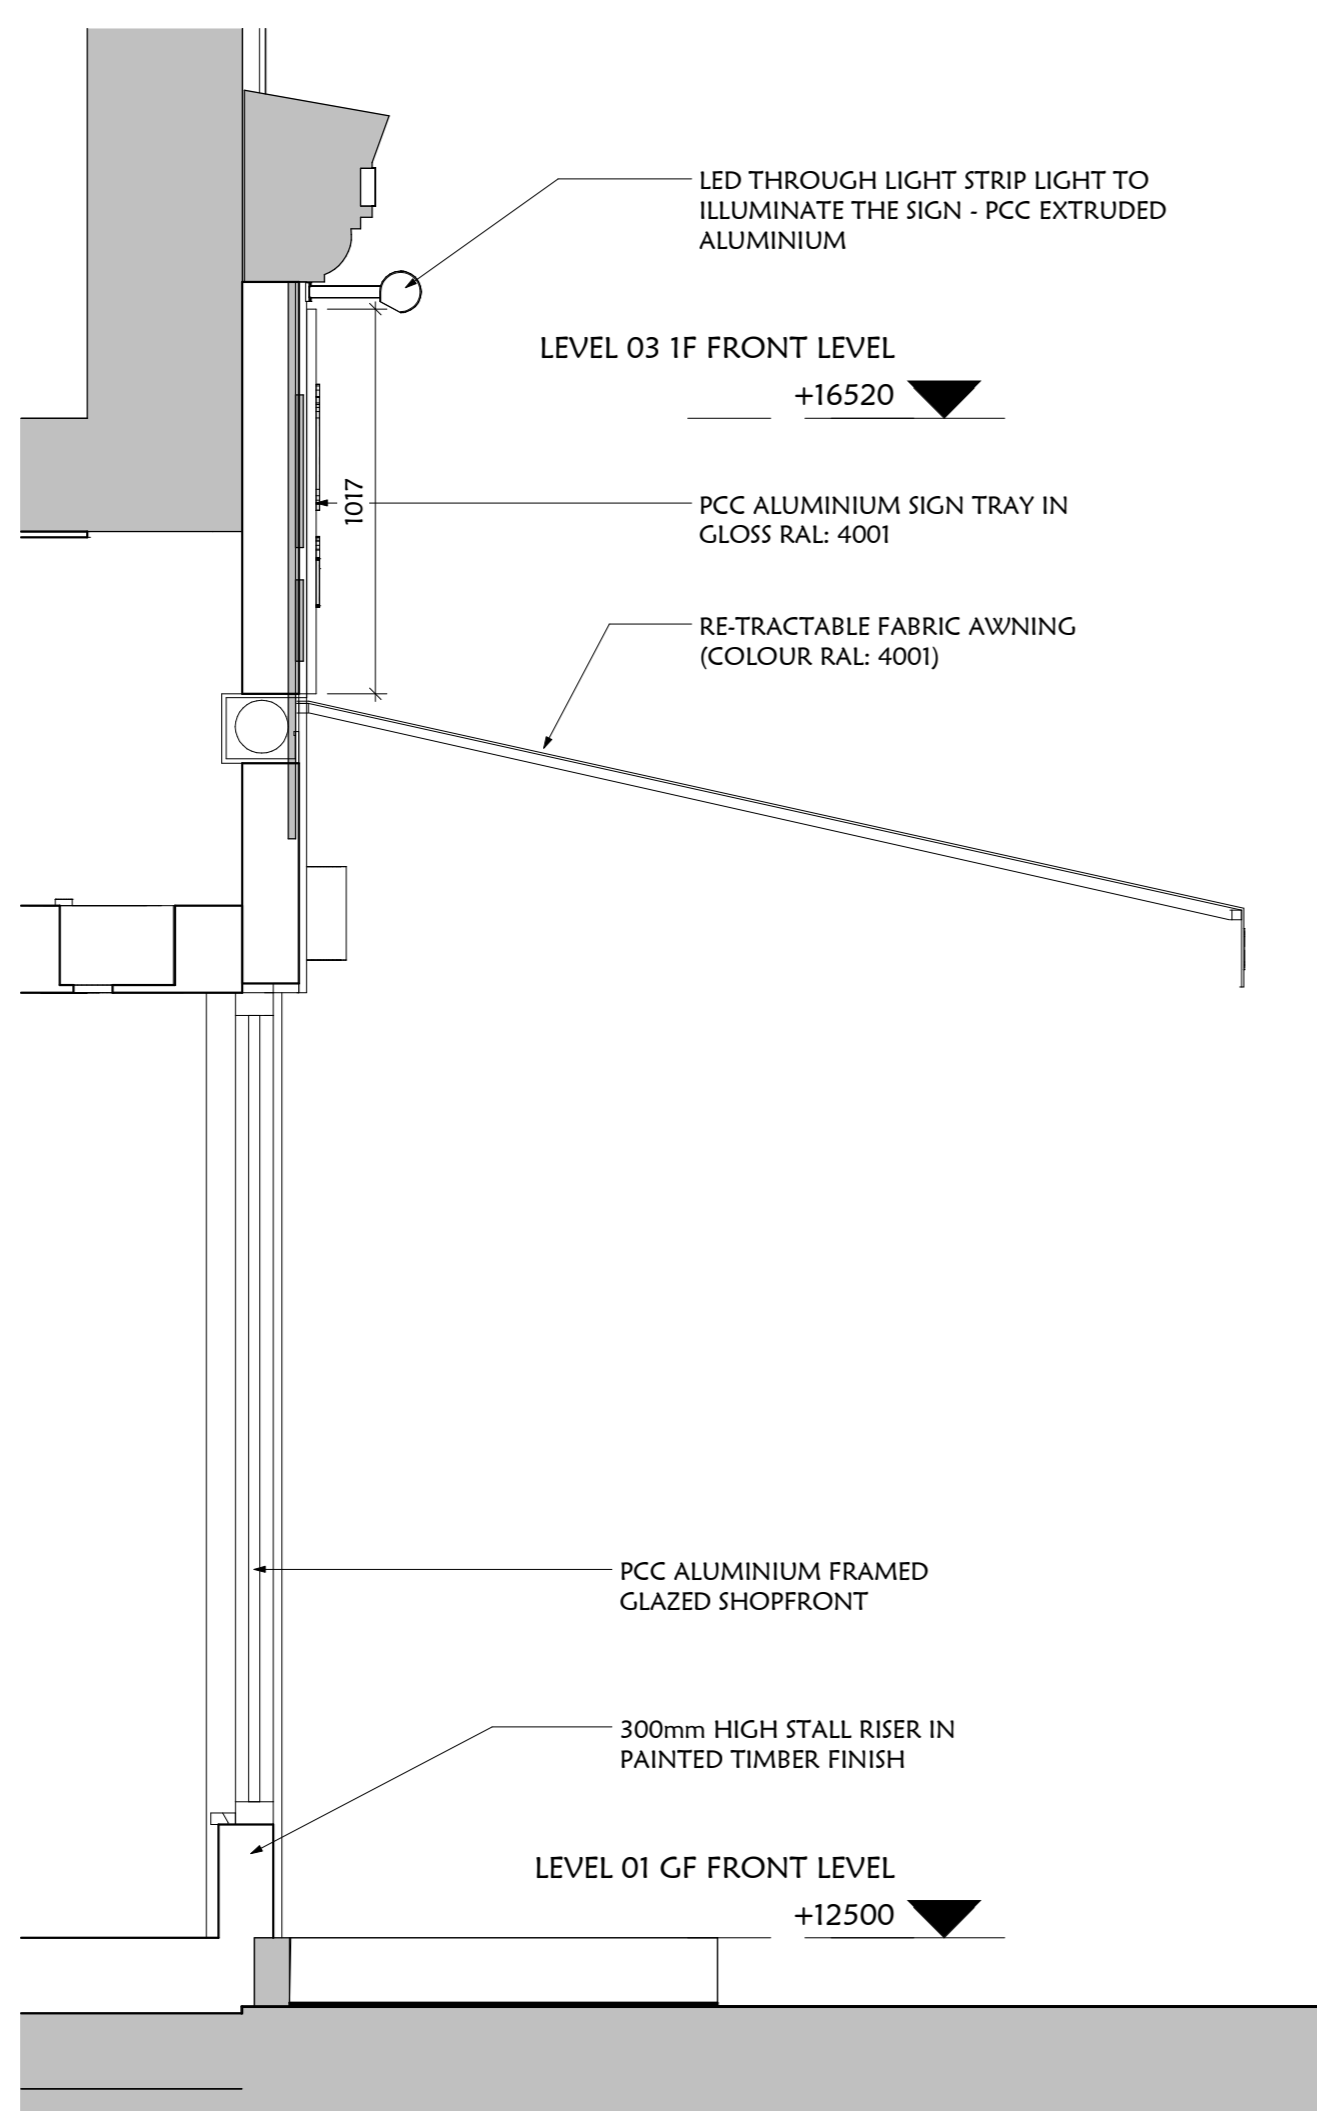 LED THROUGH LIGHT STRIP LIGHT TO
ILLUMINATE THE SIGN - PCC EXTRUDED
ALUMINIUM
LEVEL 03 1F FRONT LEVEL
+16520
1017
PCC ALUMINIUM SIGN TRAY IN
GLOSS RAL: 4001
RE-TRACTABLE FABRIC AWNING
(COLOUR RAL: 4001)
PCC ALUMINIUM FRAMED
GLAZED SHOPFRONT
300mm HIGH STALL RISER IN
PAINTED TIMBER FINISH
LEVEL 01 GF FRONT LEVEL
+12500